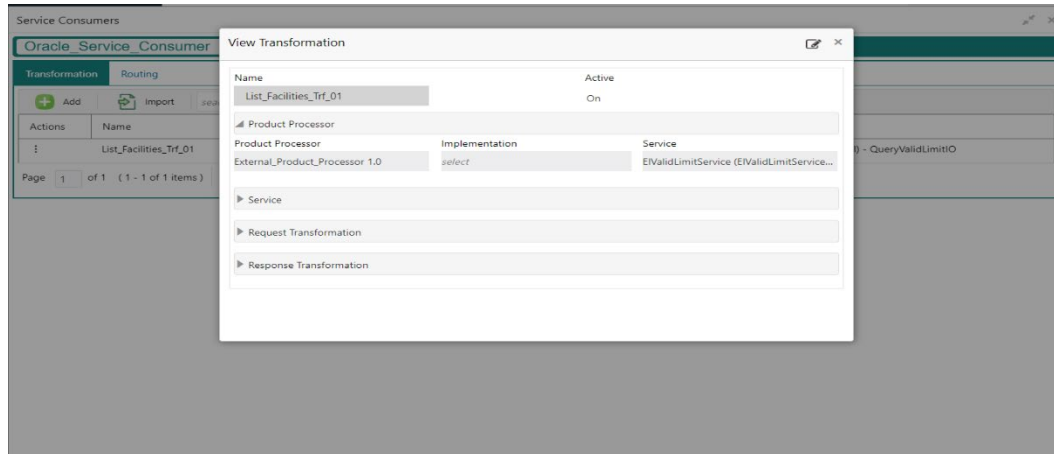 Service Consumers
Oracle_Service_Consumer
Transformation Routing
Add Import
Actions Name
List_Facilities_Trf_01 - QueryValidLimitIO
Page 1 of 1 (1 - 1 of 1 items)
View Transformation
Name Active
List_Facilities_Trf_01 On
Product Processor
Product Processor Implementation Service
External_Product_Processor 1.0 select EIValidLimitService (EIValidLimitService...
Service
Request Transformation
Response Transformation